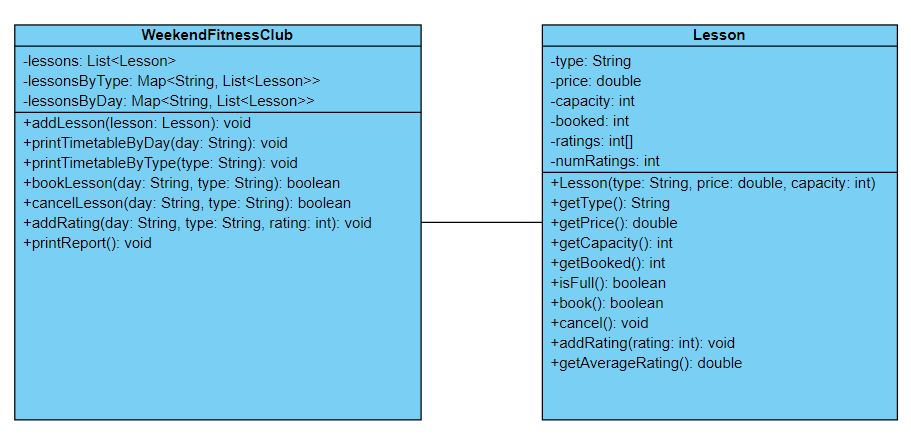 WeekendFitnessClub
-lessons: List<Lesson>
-lessonsByType: Map<String, List<Lesson>>
-lessonsByDay: Map<String, List<Lesson>>
+addLesson(lesson: Lesson): void
+printTimetableByDay(day: String): void
+printTimetableByType(type: String): void
+bookLesson(day: String, type: String): boolean
+cancelLesson(day: String, type: String): boolean
+addRating(day: String, type: String, rating: int): void
+printReport(): void
Lesson
-type: String
-price: double
-capacity: int
-booked: int
-ratings: int[]
-numRatings: int
+Lesson(type: String, price: double, capacity: int)
+getType(): String
+getPrice(): double
+getCapacity(): int
+getBooked(): int
+isFull(): boolean
+book(): boolean
+cancel(): void
+addRating(rating: int): void
+getAverageRating(): double